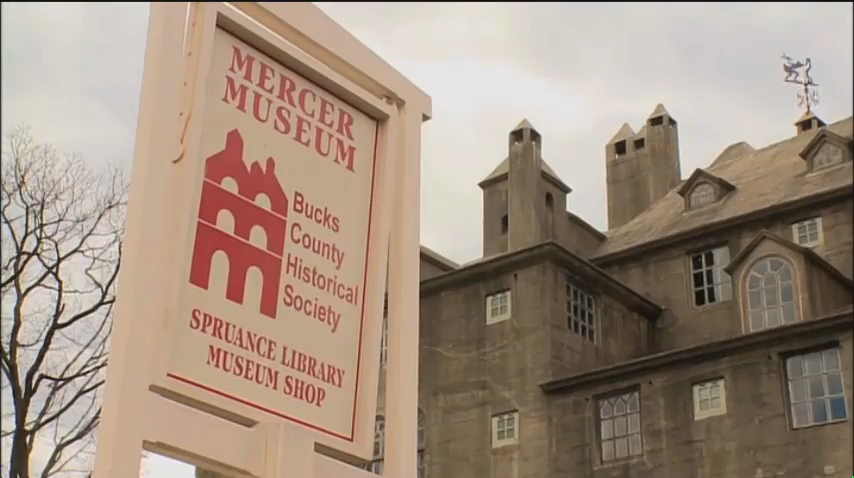 MERCER
MUSEUM
Bucks
County
Historical
Society
SPRUANCE LIBRARY
MUSEUM SHOP